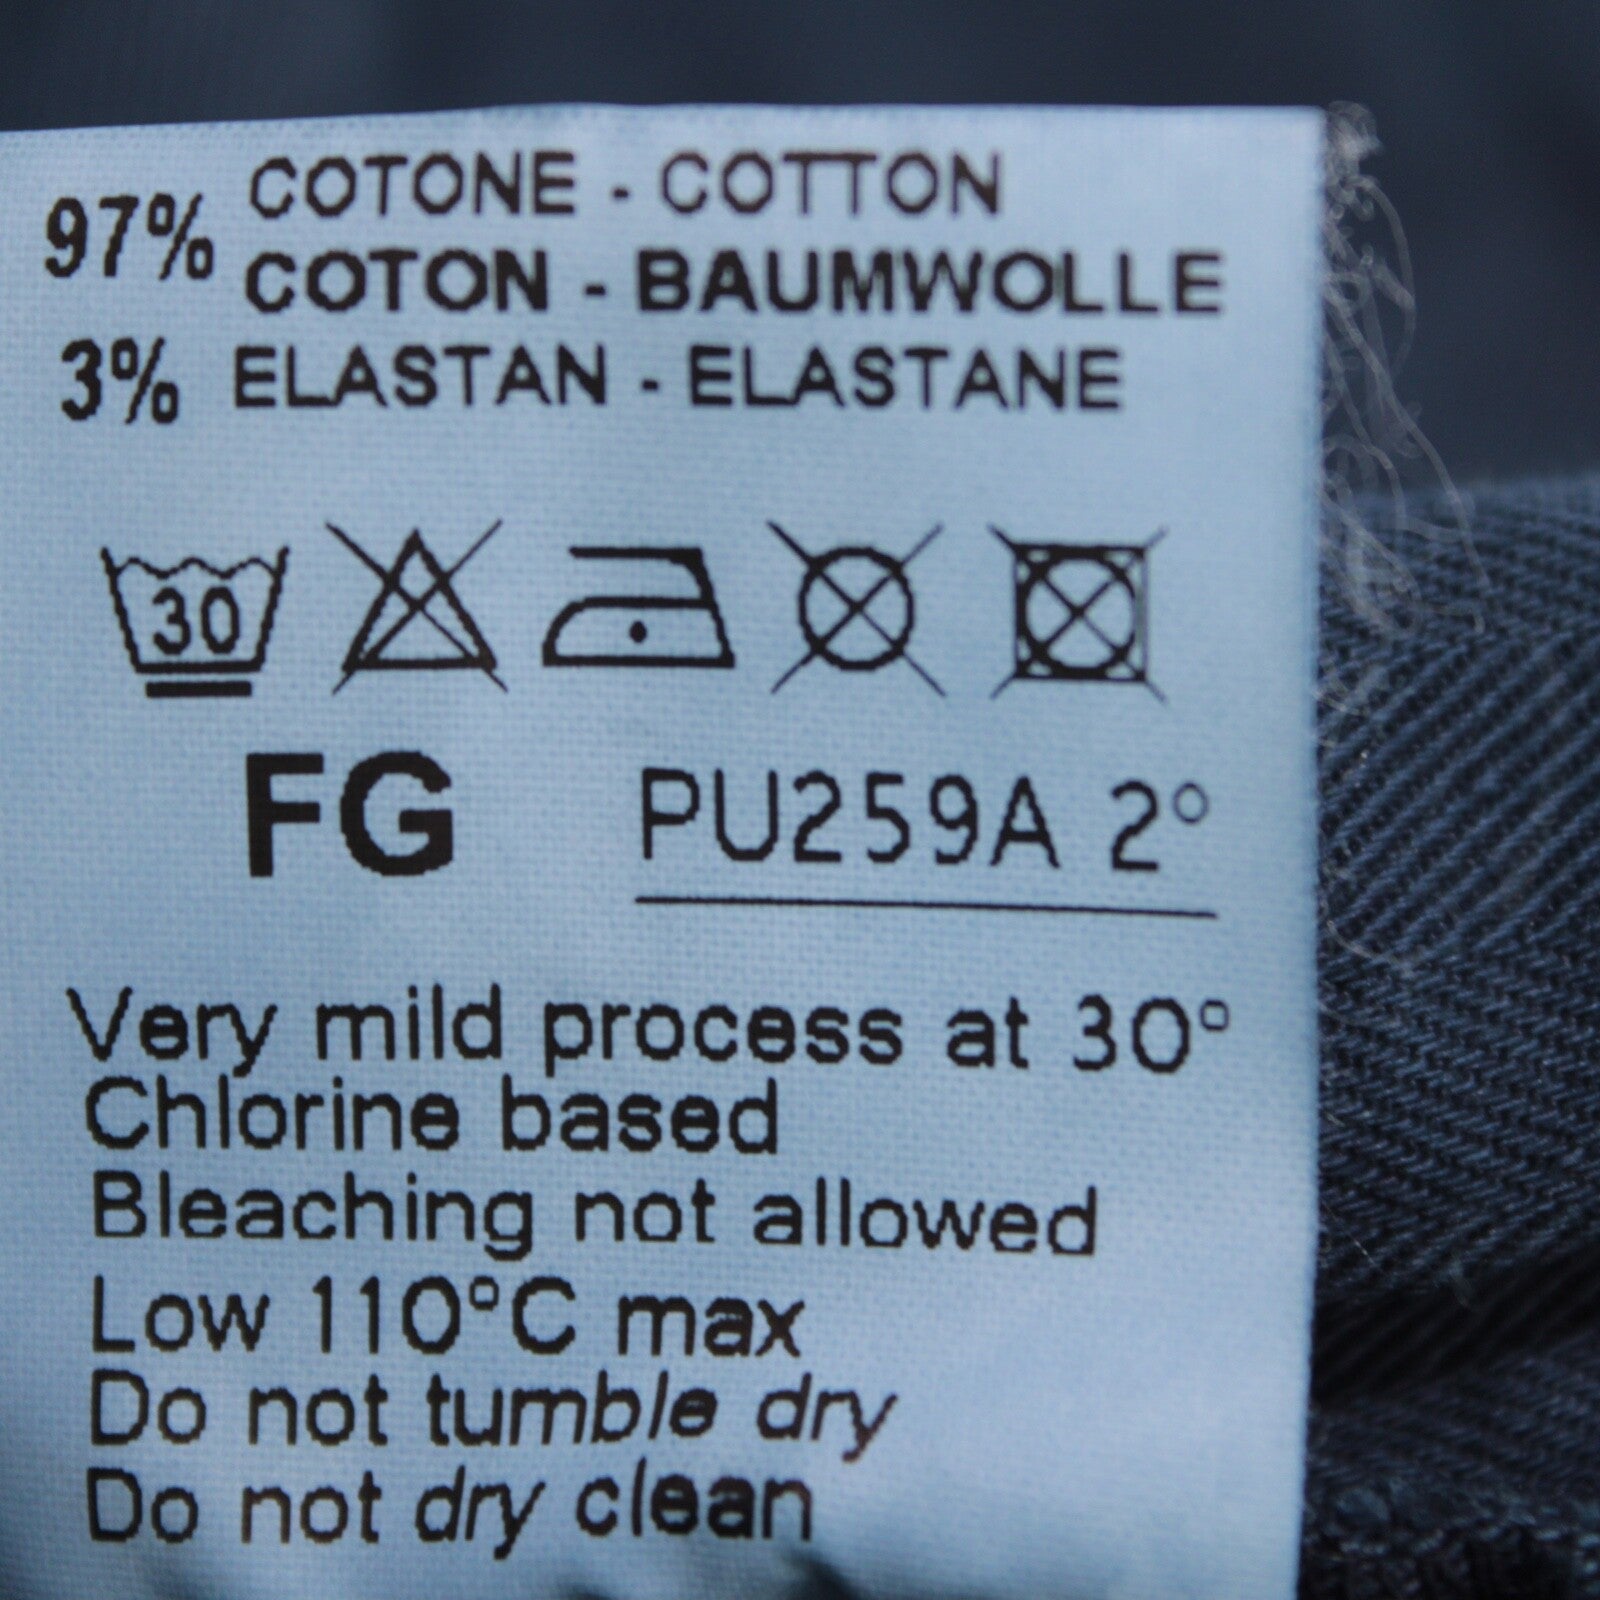 97% COTONE - COTTON
COTON - BAUMWOLLE
3% ELASTAN - ELASTANE
30
FG PU259A 2°
Very mild process at 30°
Chlorine based
Bleaching not allowed
Low 110°C max
Do not tumble dry
Do not dry clean